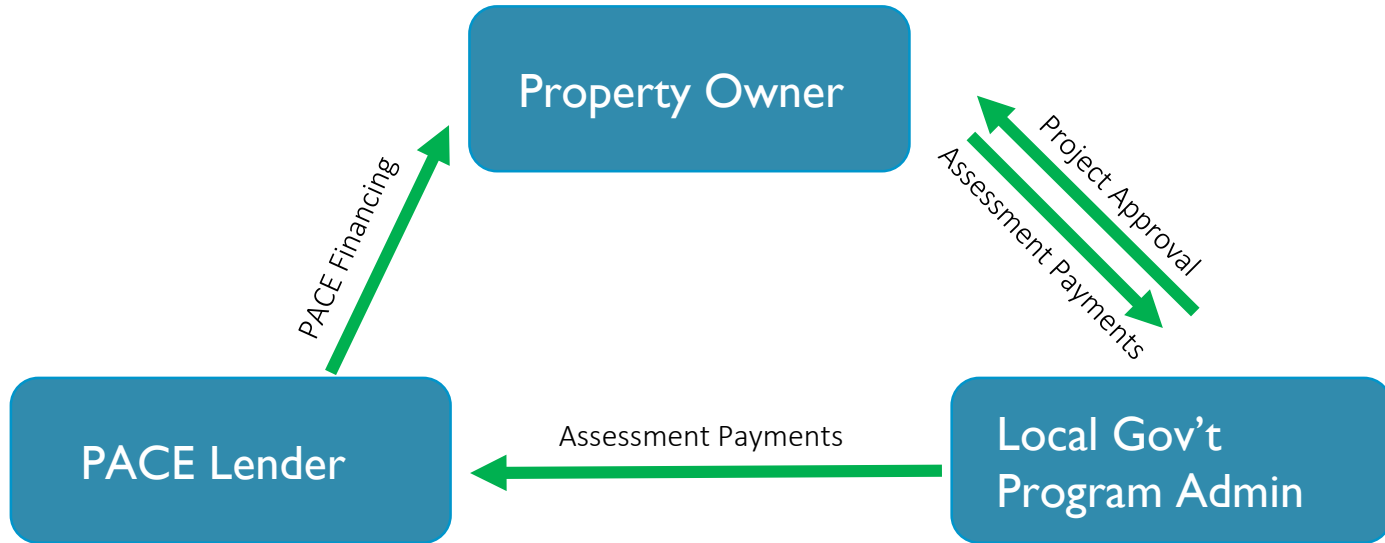 Property Owner
PACE Financing
Project Approval
Assessment Payments
PACE Lender
Assessment Payments
Local Gov’t
Program Admin